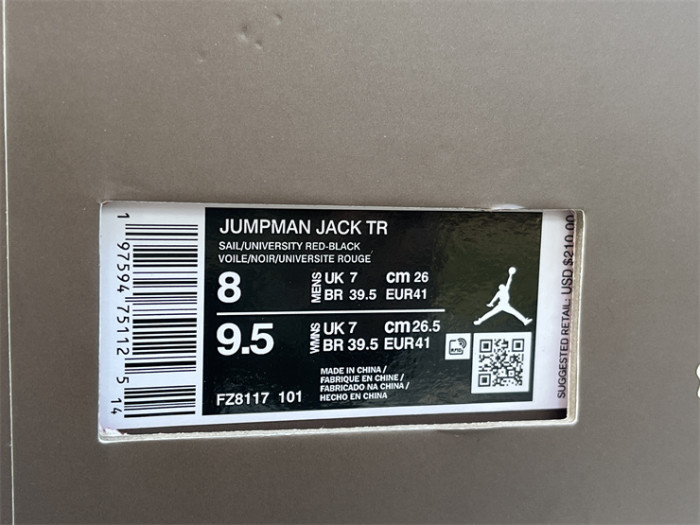 JUMPMAN JACK TR
SAIL/UNIVERSITY RED-BLACK
VOILE/NOIR/UNIVERSITE ROUGE
8 MENS UK 7 cm 26
BR 39.5 EUR41
9.5 WMNS UK 7 cm 26.5
BR 39.5 EUR41
MADE IN CHINA/
FABRIQUE EN CHINE/
FABRICADO NA CHINA/
HECHO EN CHINA
FZ8117 101
1 97594 75112 5 14
SUGGESTED RETAIL: USD $210.00